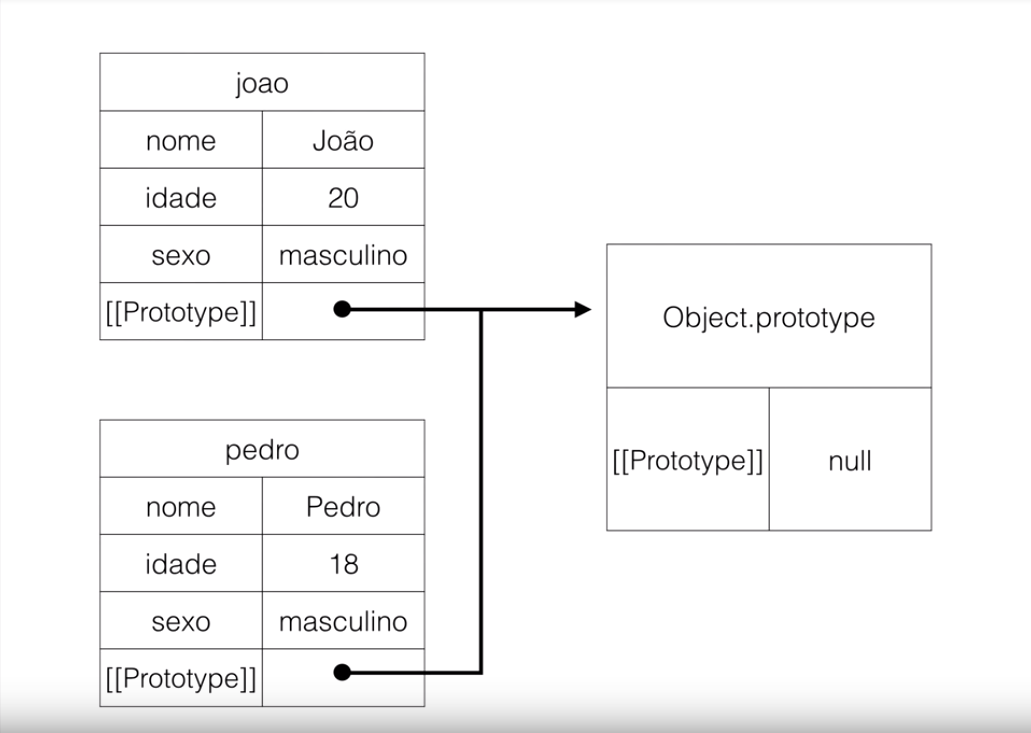 joao
nome João
idade 20
sexo masculino
[[Prototype]]
pedro
nome Pedro
idade 18
sexo masculino
[[Prototype]]
Object.prototype
[[Prototype]] null